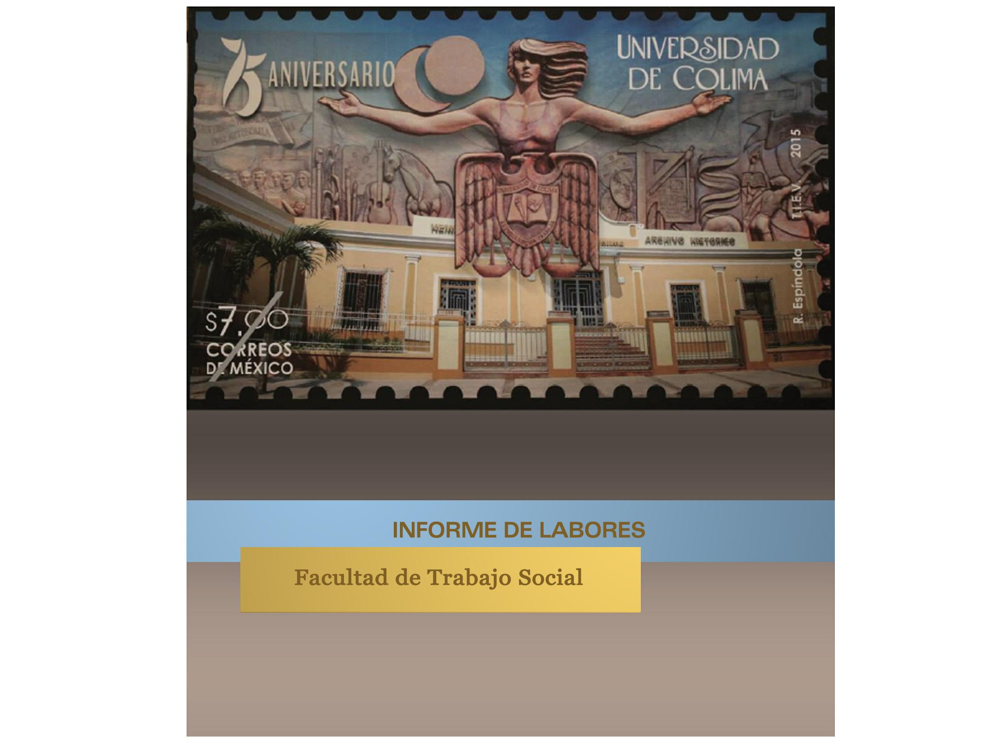 75 ANIVERSARIO
UNIVERSIDAD
DE COLIMA
ARCHIVO HISTORICO
R. Espíndola T.I.E.V. 2015
$7.00
CORREOS
DE MÉXICO
INFORME DE LABORES
Facultad de Trabajo Social